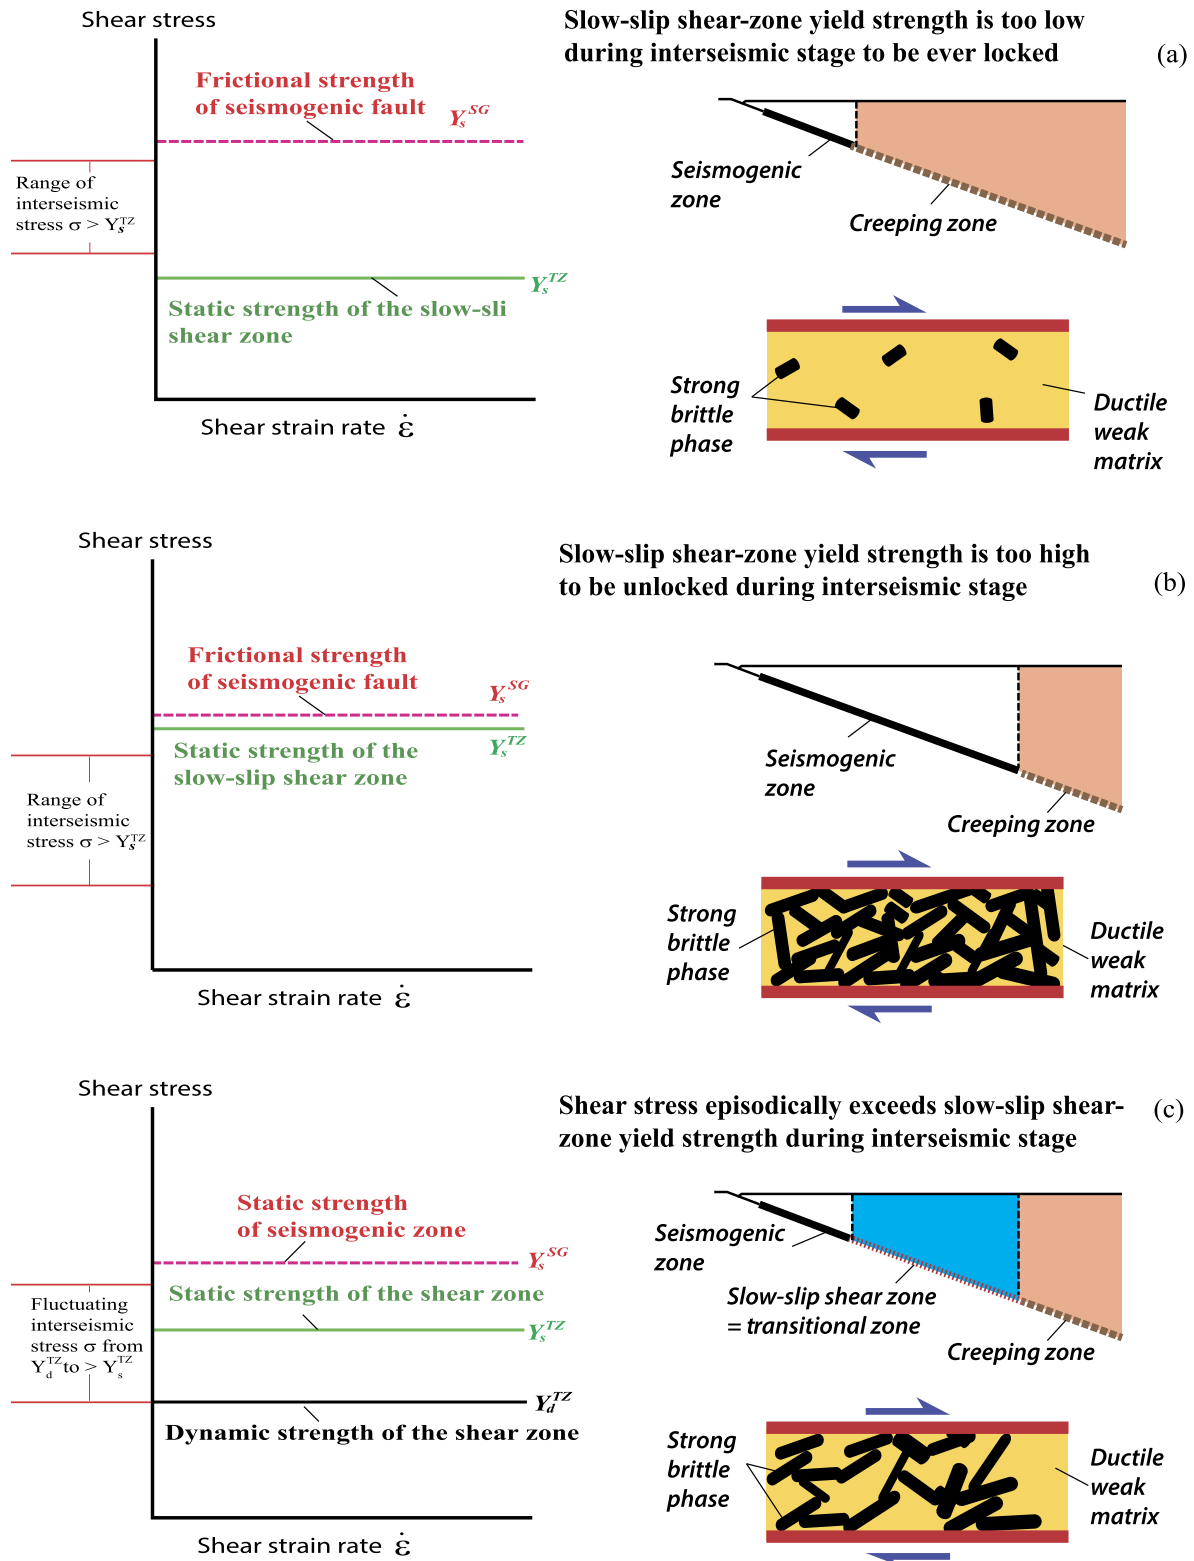 Shear stress
Slow-slip shear-zone yield strength is too low
during interseismic stage to be ever locked
(a)
Frictional strength
of seismogenic fault
Y_s^SG
Range of
interseismic
stress σ > Y_s^TZ
Y_s^TZ
Static strength of the slow-sli
shear zone
Shear strain rate ε̇
Seismogenic
zone
Creeping zone
Strong
brittle
phase
Ductile
weak
matrix
Shear stress
Slow-slip shear-zone yield strength is too high
to be unlocked during interseismic stage
(b)
Frictional strength
of seismogenic fault
Y_s^SG
Static strength of the
slow-slip shear zone
Y_s^TZ
Range of
interseismic
stress σ > Y_s^TZ
Shear strain rate ε̇
Seismogenic
zone
Creeping zone
Strong
brittle
phase
Ductile
weak
matrix
Shear stress
Shear stress episodically exceeds slow-slip shear-
zone yield strength during interseismic stage
(c)
Static strength
of seismogenic zone
Y_s^SG
Static strength of the shear zone
Y_s^TZ
Fluctuating
interseismic
stress σ from
Y_d^TZ to > Y_s^TZ
Y_d^TZ
Dynamic strength of the shear zone
Shear strain rate ε̇
Seismogenic
zone
Slow-slip shear zone
= transitional zone
Creeping zone
Strong
brittle
phase
Ductile
weak
matrix